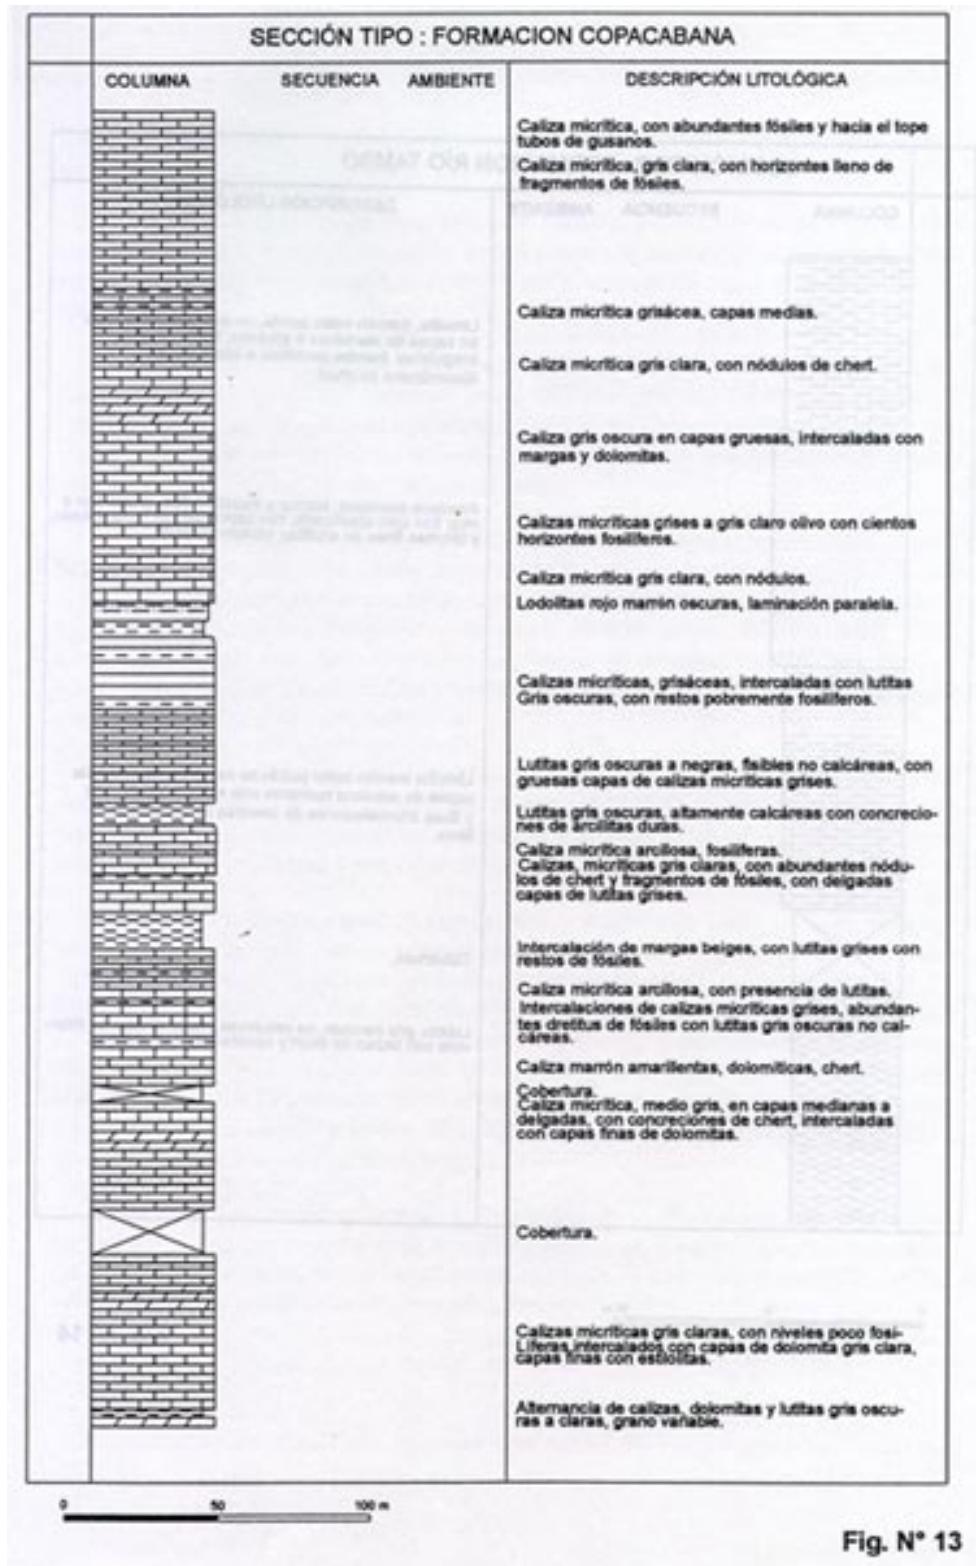 SECCIÓN TIPO : FORMACION COPACABANA
COLUMNA SECUENCIA AMBIENTE DESCRIPCIÓN LITOLÓGICA
Caliza micrítica, con abundantes fósiles y hacia el tope
tubos de gusanos.
Caliza micrítica, gris clara, con horizontes lleno de
fragmentos de fósiles.
Caliza micrítica grisácea, capas medias.
Caliza micrítica gris clara, con nódulos de chert.
Caliza gris oscura en capas gruesas, intercaladas con
margas y dolomitas.
Calizas micríticas grises a gris claro olivo con cientos
horizontes fosilíferos.
Caliza micrítica gris clara, con nódulos.
Lodolitas rojo marrón oscuras, laminación paralela.
Calizas micríticas, grisáceas, intercaladas con lutitas
Gris oscuras, con restos pobremente fosilíferos.
Lutitas gris oscuras a negras, fisibles no calcáreas, con
gruesas capas de calizas micríticas grises.
Lutitas gris oscuras, altamente calcáreas con concrecio-
nes de arcillitas duras.
Caliza micrítica arcillosa, fosilíferas.
Calizas, micríticas gris claras, con abundantes nódu-
los de chert y fragmentos de fósiles, con delgadas
capas de lutitas grises.
Intercalación de margas beiges, con lutitas grises con
restos de fósiles.
Caliza micrítica arcillosa, con presencia de lutitas.
Intercalaciones de calizas micríticas grises, abundan-
tes dretitus de fósiles con lutitas gris oscuras no cal-
cáreas.
Caliza marrón amarillentas, dolomíticas, chert.
Cobertura.
Caliza micrítica, medio gris, en capas medianas a
delgadas, con concreciones de chert, intercaladas
con capas finas de dolomitas.
Cobertura.
Calizas micríticas gris claras, con niveles poco fosi-
Líferas intercalados con capas de dolomita gris clara,
capas finas con estilolitas.
Alternancia de calizas, dolomitas y lutitas gris oscu-
ras a claras, grano variable.
0 50 100 m
Fig. N° 13